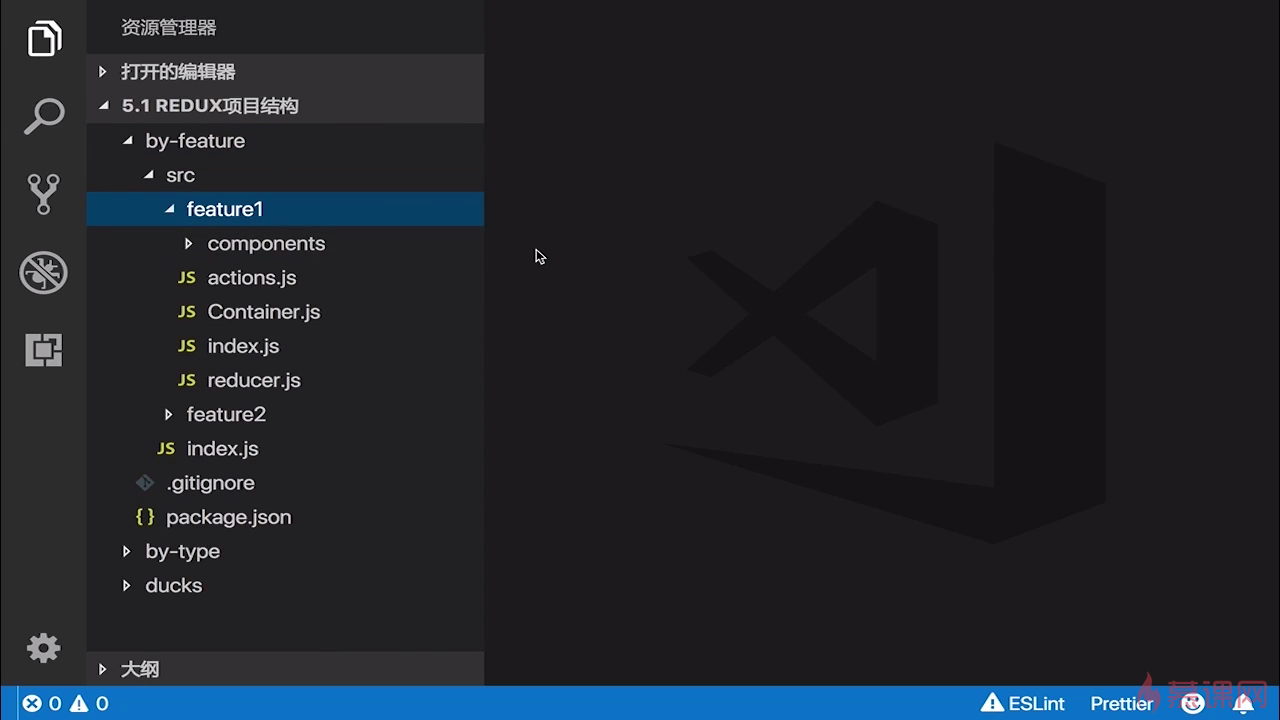 资源管理器
打开的编辑器
5.1 REDUX项目结构
by-feature
src
feature1
components
JS actions.js
JS Container.js
JS index.js
JS reducer.js
feature2
JS index.js
.gitignore
{ } package.json
by-type
ducks
大纲
0 0
ESLint Prettier
慕课网